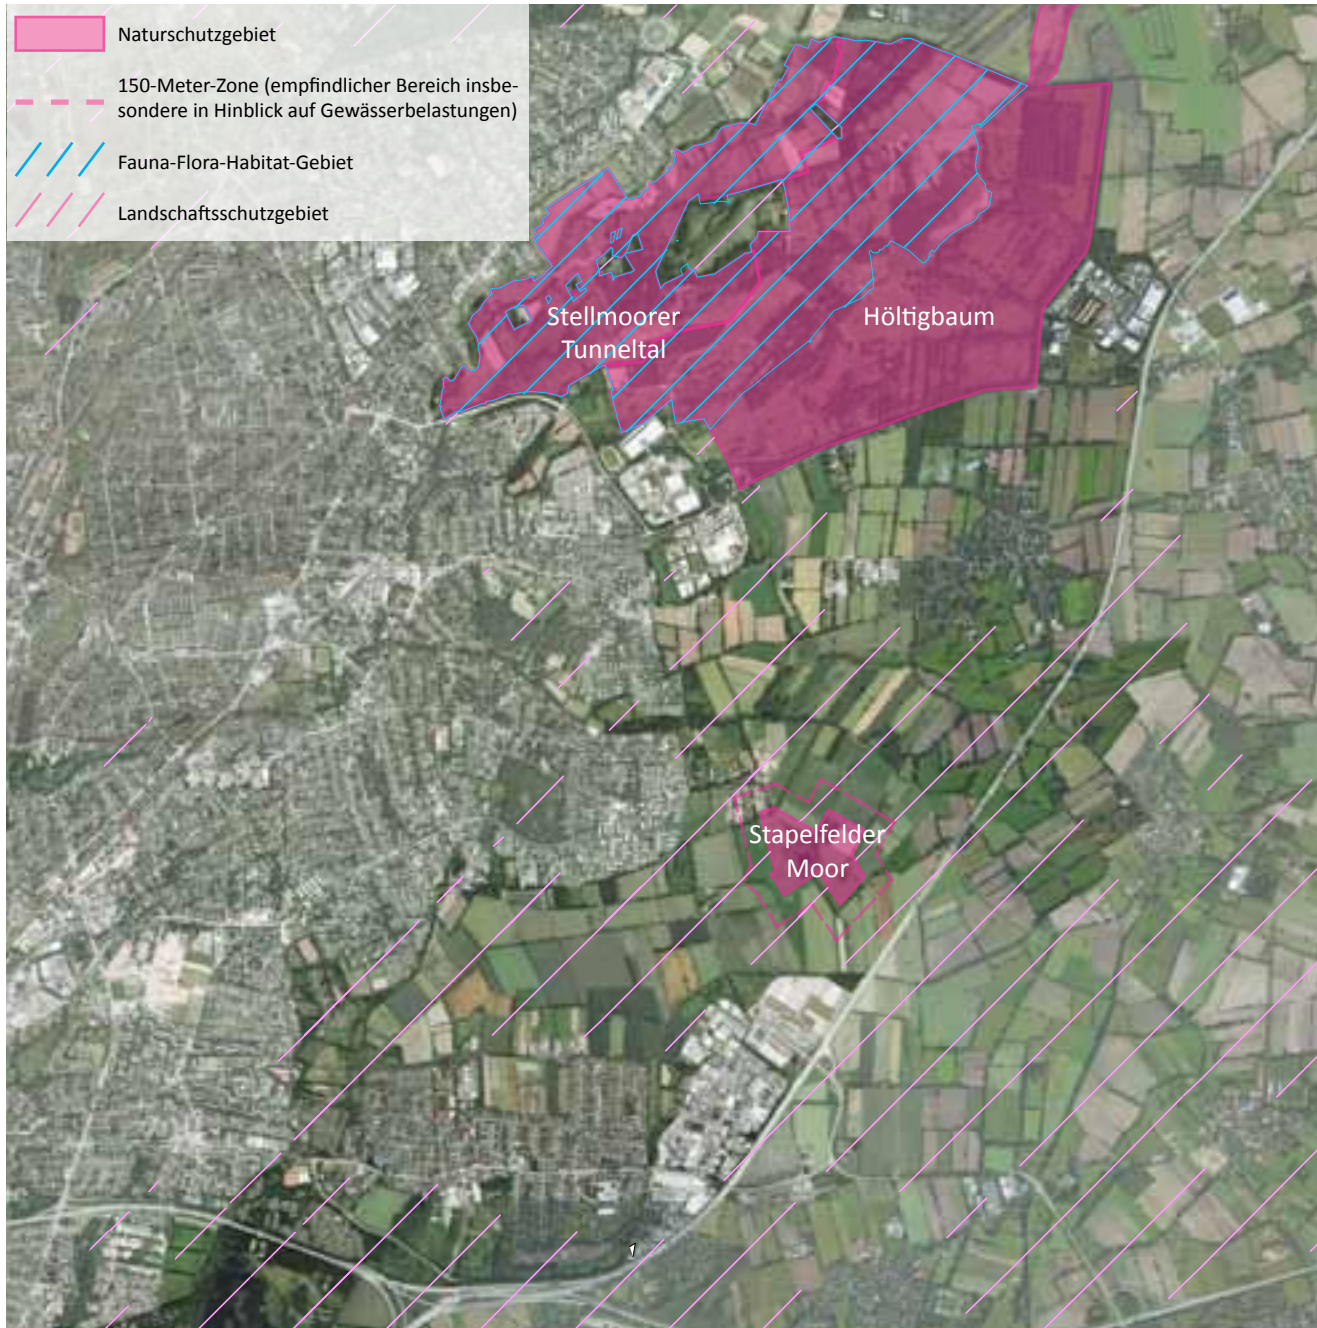 Naturschutzgebiet
150-Meter-Zone (empfindlicher Bereich insbe-
sondere in Hinblick auf Gewässerbelastungen)
Fauna-Flora-Habitat-Gebiet
Landschaftsschutzgebiet
Stellmoorer
Tunneltal
Höltigbaum
Stapelfelder
Moor